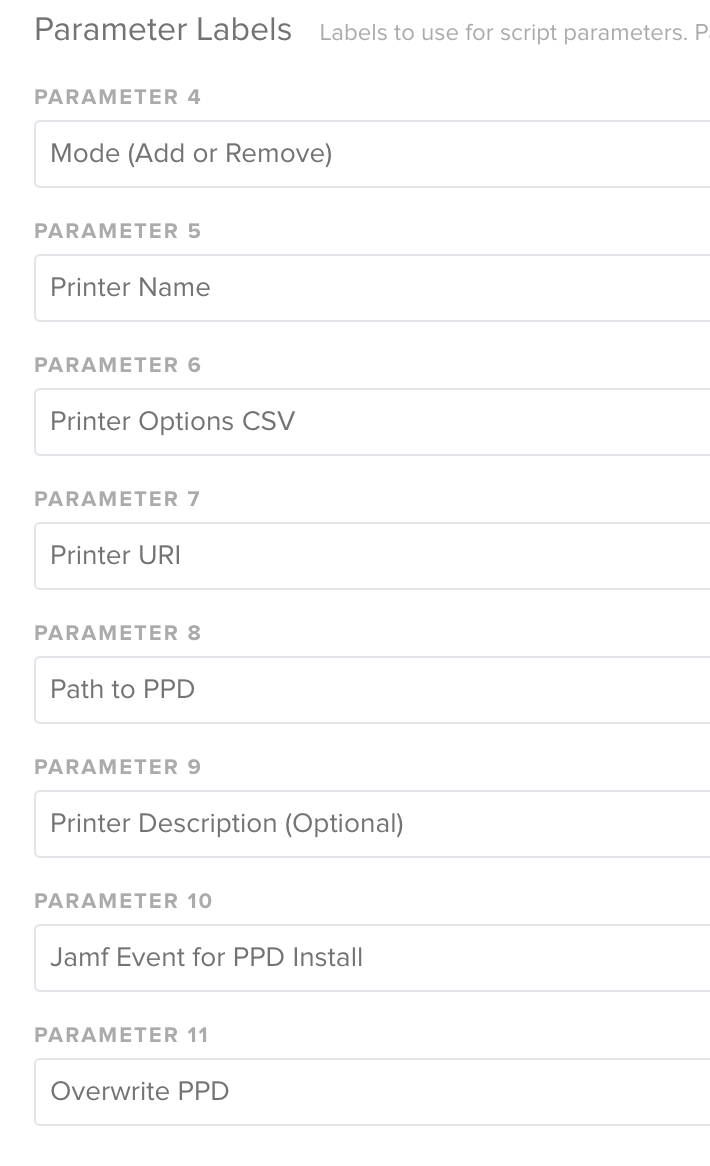 Parameter Labels Labels to use for script parameters.
PARAMETER 4
Mode (Add or Remove)
PARAMETER 5
Printer Name
PARAMETER 6
Printer Options CSV
PARAMETER 7
Printer URI
PARAMETER 8
Path to PPD
PARAMETER 9
Printer Description (Optional)
PARAMETER 10
Jamf Event for PPD Install
PARAMETER 11
Overwrite PPD